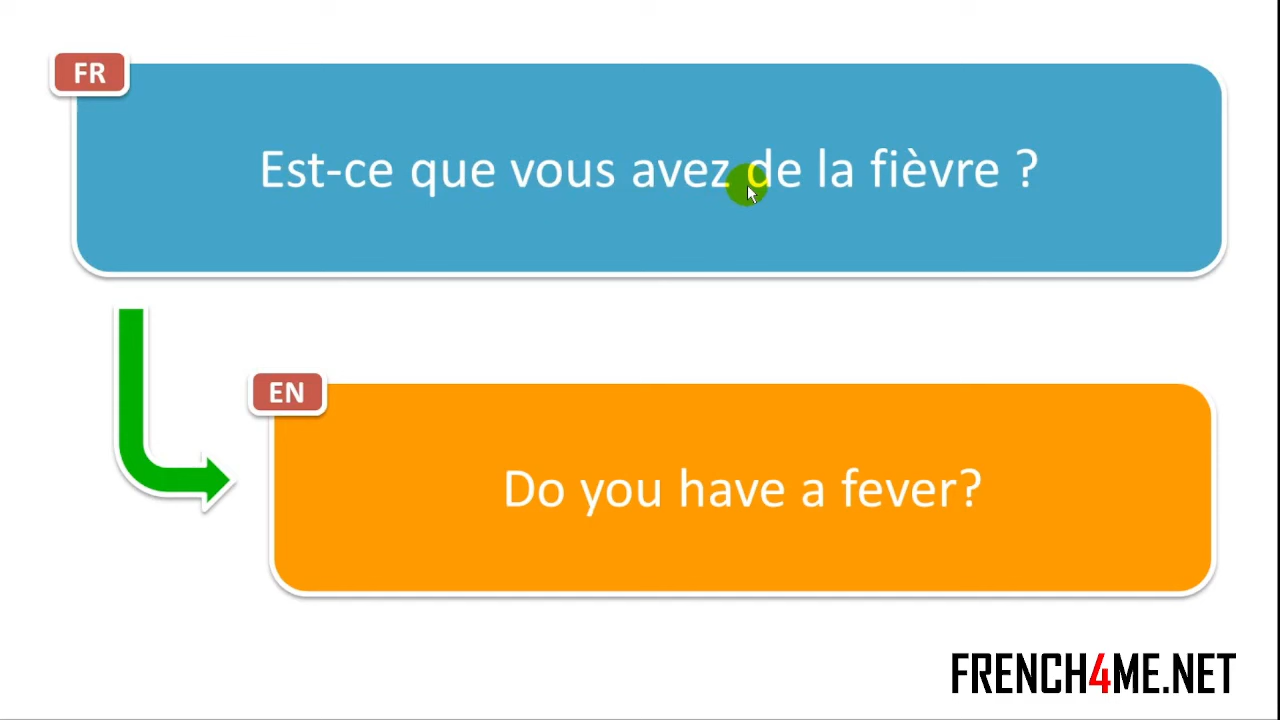 FR
Est-ce que vous avez de la fièvre ?
EN
Do you have a fever?
FRENCH4ME.NET